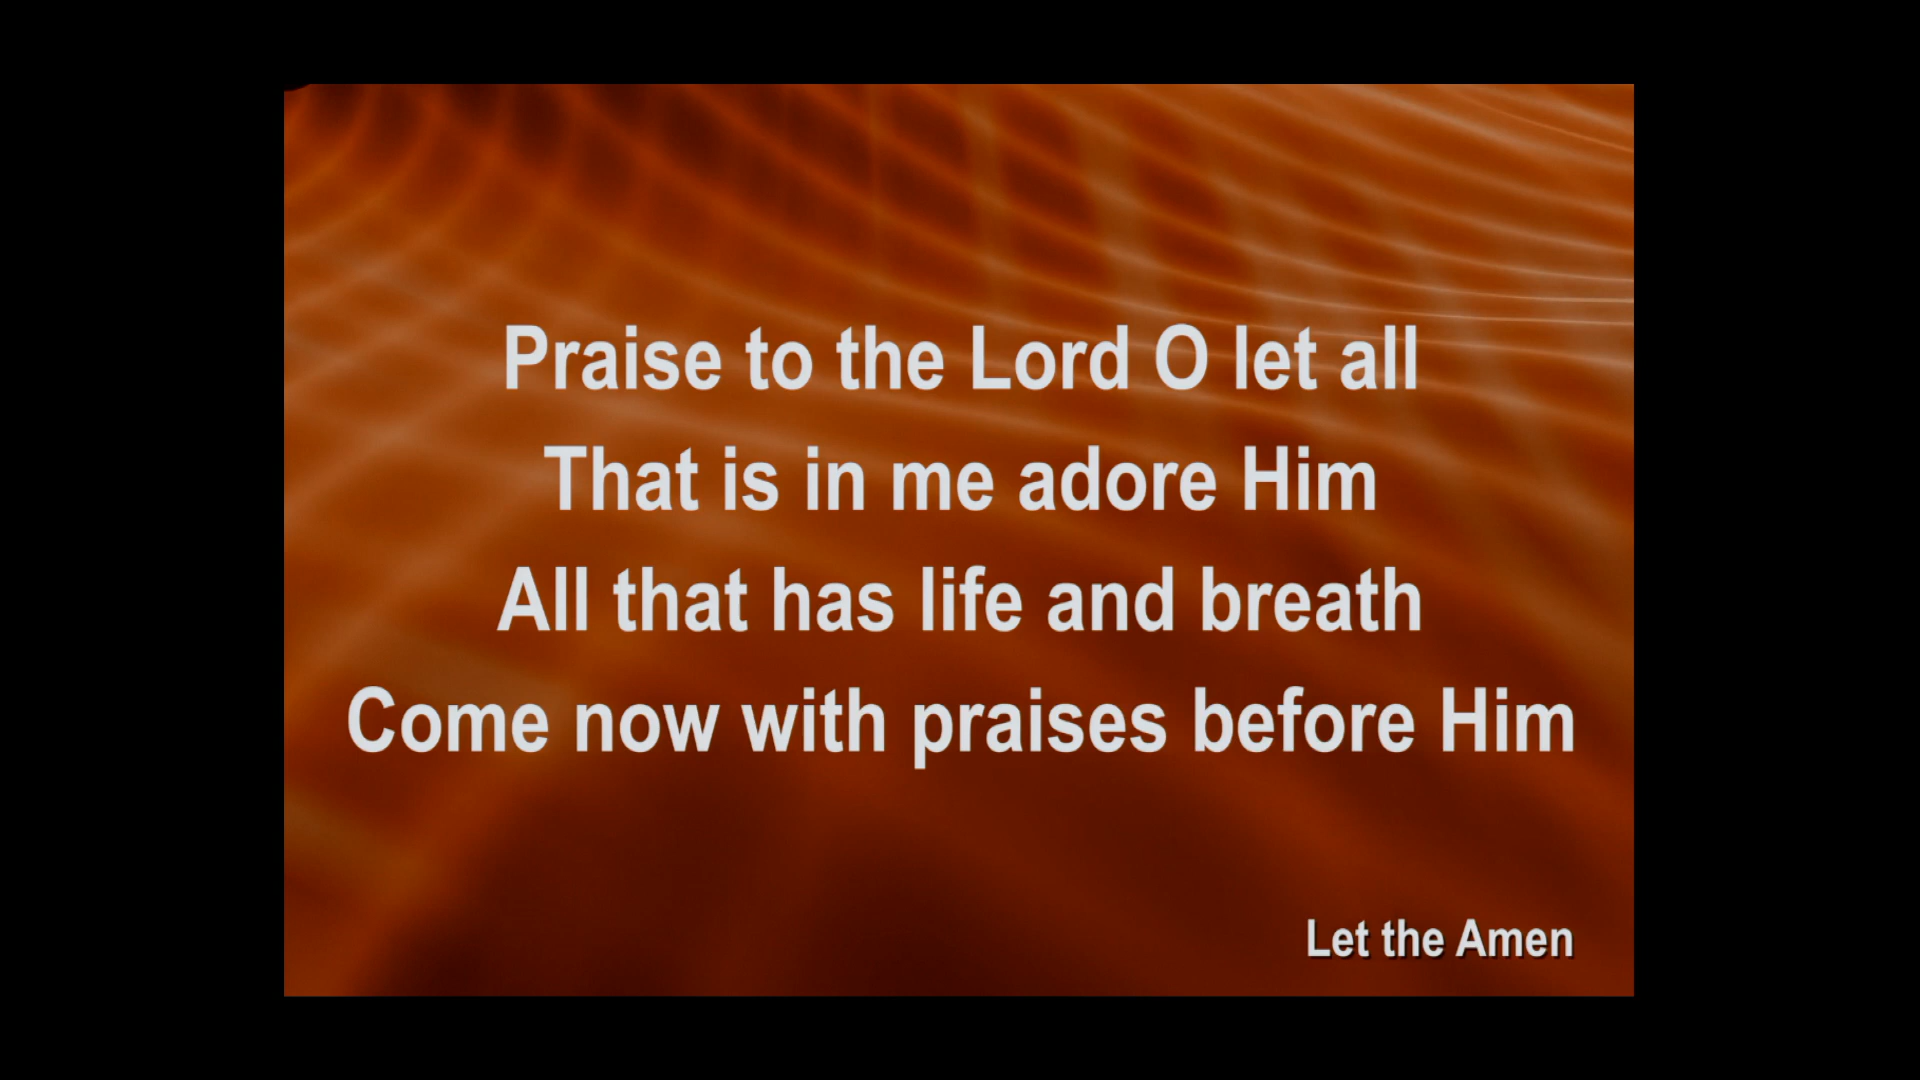 Praise to the Lord O let all
That is in me adore Him
All that has life and breath
Come now with praises before Him
Let the Amen